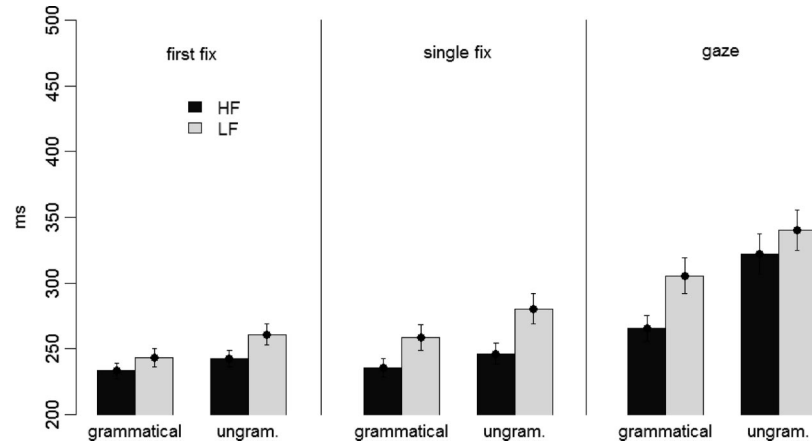 first fix
single fix
gaze
HF
LF
ms
500
450
400
350
300
250
200
grammatical
ungram.
grammatical
ungram.
grammatical
ungram.